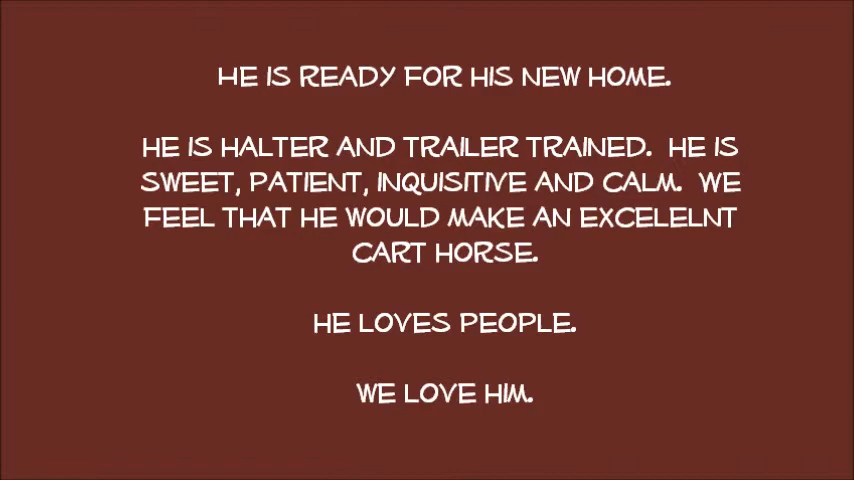 HE IS READY FOR HIS NEW HOME.
HE IS HALTER AND TRAILER TRAINED. HE IS
SWEET, PATIENT, INQUISITIVE AND CALM. WE
FEEL THAT HE WOULD MAKE AN EXCELELNT
CART HORSE.
HE LOVES PEOPLE.
WE LOVE HIM.